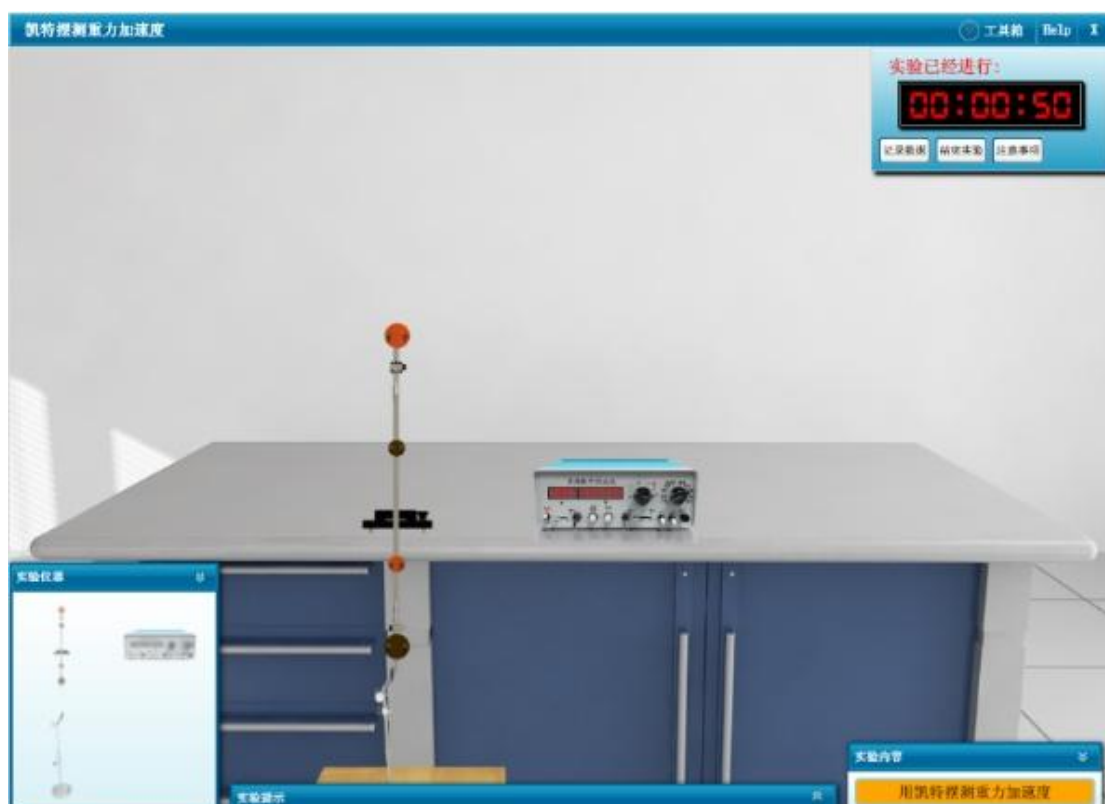 凯特摆测重力加速度
工具箱 Help X
实验已经进行:
00:00:50
记录数据 结束实验 注意事项
实验仪器
实验提示
实验内容
用凯特摆测重力加速度